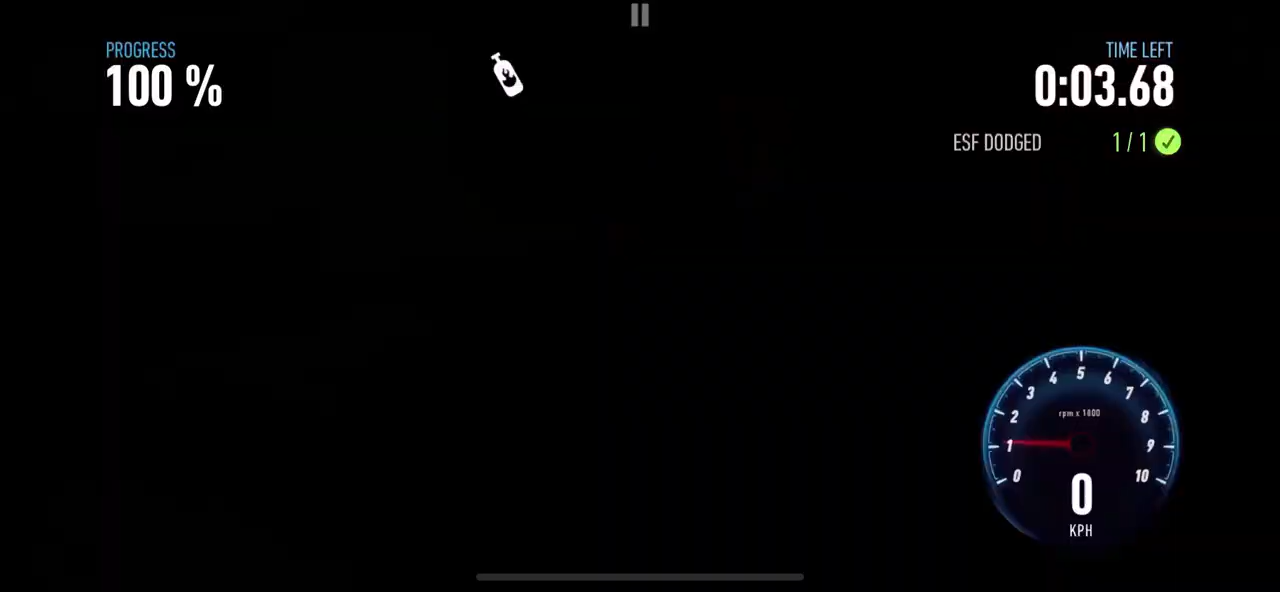 PROGRESS
100 %
TIME LEFT
0:03.68
ESF DODGED 1 / 1
0 1 2 3 4 5 6 7 8 9 10
rpm x 1000
0
KPH